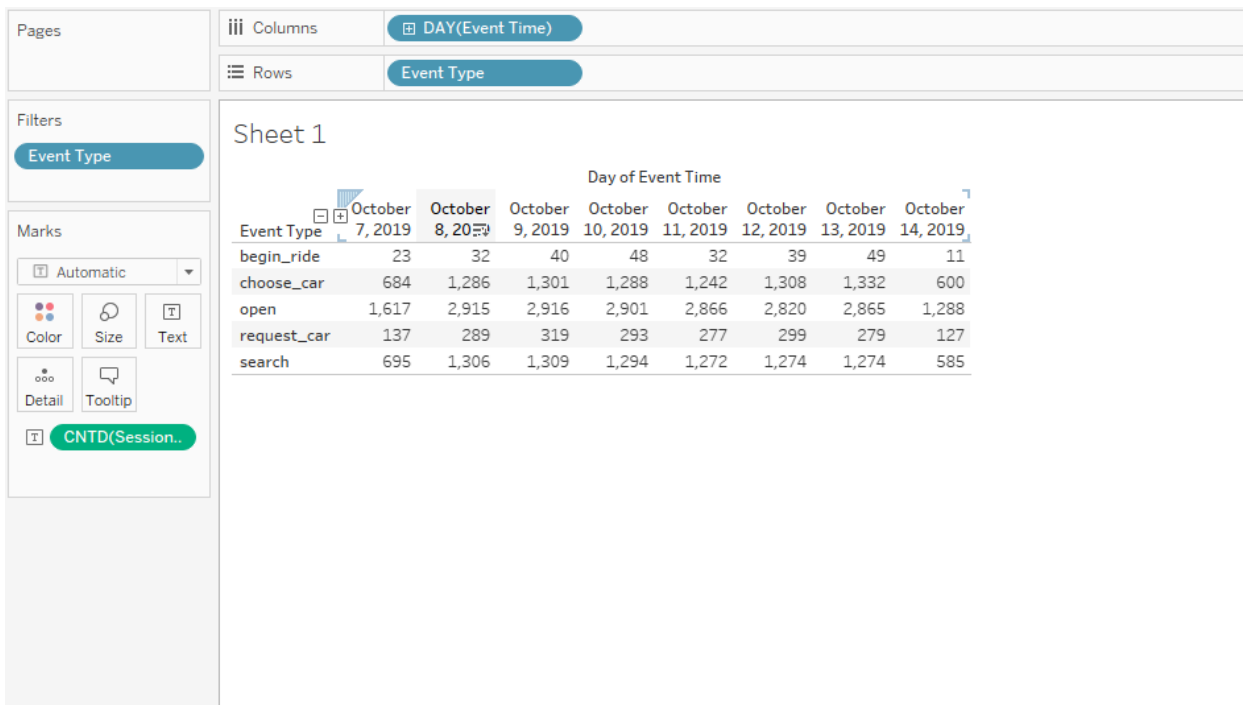 Pages
Columns
DAY(Event Time)
Rows
Event Type
Filters
Event Type
Sheet 1
Day of Event Time
Event Type
October 7, 2019
October 8, 20
October 9, 2019
October 10, 2019
October 11, 2019
October 12, 2019
October 13, 2019
October 14, 2019
begin_ride 23 32 40 48 32 39 49 11
choose_car 684 1,286 1,301 1,288 1,242 1,308 1,332 600
open 1,617 2,915 2,916 2,901 2,866 2,820 2,865 1,288
request_car 137 289 319 293 277 299 279 127
search 695 1,306 1,309 1,294 1,272 1,274 1,274 585
Marks
T Automatic
Color
Size
T
Text
Detail
Tooltip
T CNTD(Session..